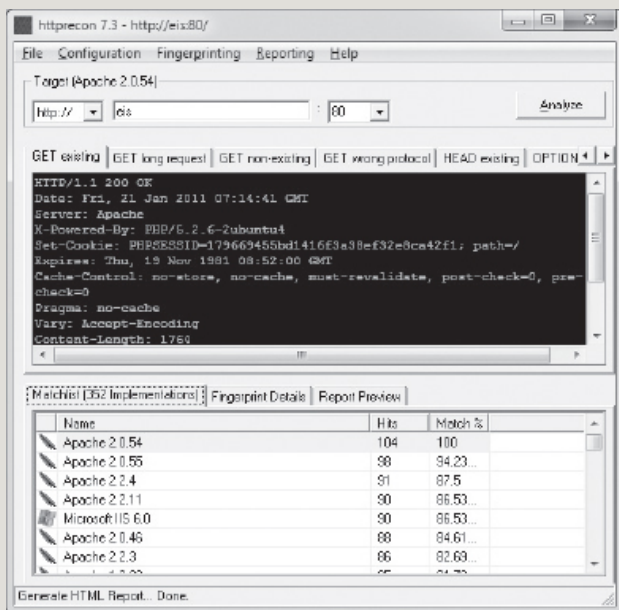 httprecon 7.3 - http://eis:80/
File Configuration Fingerprinting Reporting Help
Target (Apache 2.0.54)
http:// eis : 80 Analyze
GET existing GET long request GET non-existing GET wrong protocol HEAD existing OPTION
HTTP/1.1 200 OK
Date: Fri, 21 Jan 2011 07:14:41 GMT
Server: Apache
X-Powered-By: PHP/5.2.6-2ubuntu4
Set-Cookie: PHPSESSID=179669455bd1416f3a38ef32e8ca42f1; path=/
Expires: Thu, 19 Nov 1981 08:52:00 GMT
Cache-Control: no-store, no-cache, must-revalidate, post-check=0, pre-
check=0
Pragma: no-cache
Vary: Accept-Encoding
Content-Length: 1760
Matchlist (352 Implementations) Fingerprint Details Report Preview
Name Hits Match %
Apache 2.0.54 104 100
Apache 2.0.55 98 94.23...
Apache 2.2.4 91 87.5
Apache 2.2.11 90 86.53...
Microsoft IIS 6.0 90 86.53...
Apache 2.0.46 88 84.61...
Apache 2.2.3 86 82.69...
Generate HTML Report... Done.